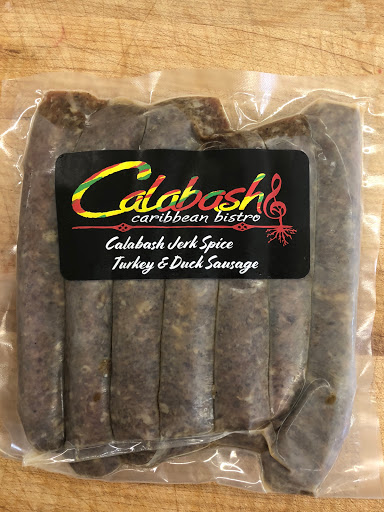 Calabash
caribbean bistro
Calabash Jerk Spice
Turkey & Duck Sausage